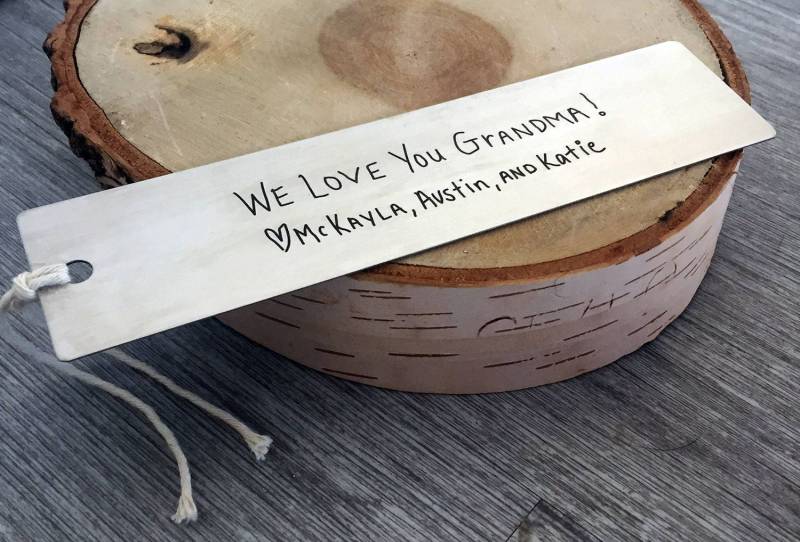 We Love You Grandma!
♡McKayla, Austin, and Katie